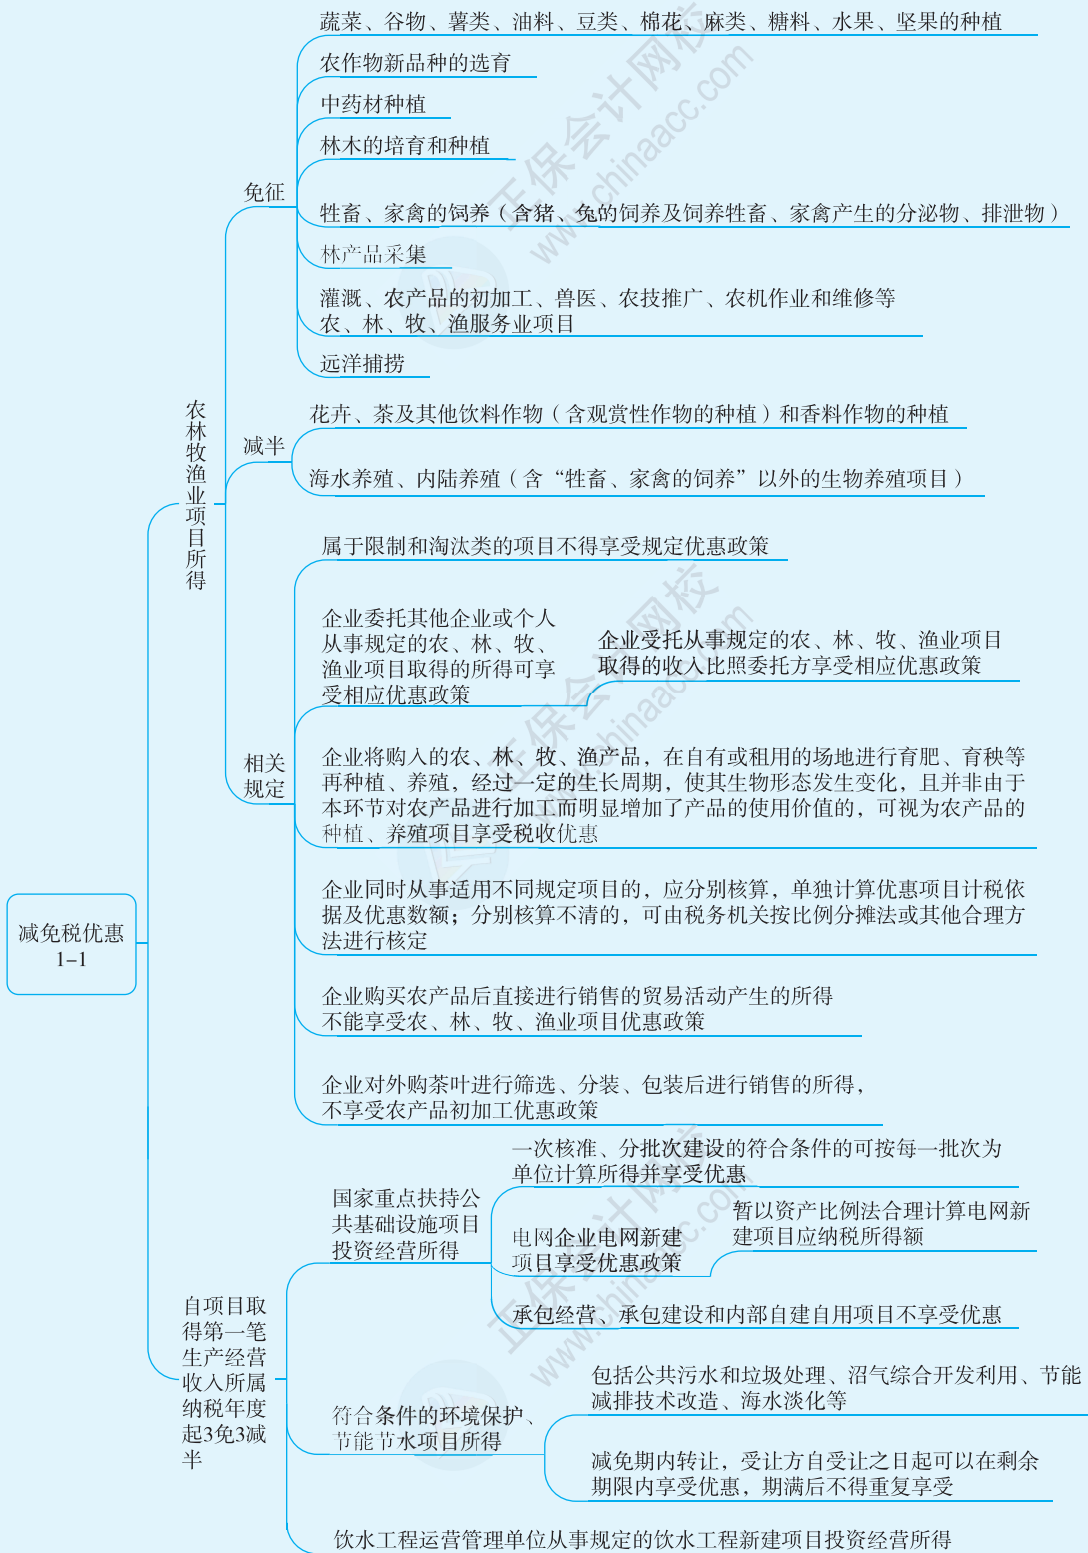 减免税优惠
1-1
农林牧渔业项目所得
免征
蔬菜、谷物、薯类、油料、豆类、棉花、麻类、糖料、水果、坚果的种植
农作物新品种的选育
中药材种植
林木的培育和种植
牲畜、家禽的饲养（含猪、兔的饲养及饲养牲畜、家禽产生的分泌物、排泄物）
林产品采集
灌溉、农产品的初加工、兽医、农技推广、农机作业和维修等
农、林、牧、渔服务业项目
远洋捕捞
减半
花卉、茶及其他饮料作物（含观赏性作物的种植）和香料作物的种植
海水养殖、内陆养殖（含“牲畜、家禽的饲养”以外的生物养殖项目）
相关
规定
属于限制和淘汰类的项目不得享受规定优惠政策
企业委托其他企业或个人
从事规定的农、林、牧、
渔业项目取得的所得可享
受相应优惠政策
企业受托从事规定的农、林、牧、渔业项目
取得的收入比照委托方享受相应优惠政策
企业将购入的农、林、牧、渔产品，在自有或租用的场地进行育肥、育秧等
再种植、养殖，经过一定的生长周期，使其生物形态发生变化，且并非由于
本环节对农产品进行加工而明显增加了产品的使用价值的，可视为农产品的
种植、养殖项目享受税收优惠
企业同时从事适用不同规定项目的，应分别核算，单独计算优惠项目计税依
据及优惠数额；分别核算不清的，可由税务机关按比例分摊法或其他合理方
法进行核定
企业购买农产品后直接进行销售的贸易活动产生的所得
不能享受农、林、牧、渔业项目优惠政策
企业对外购茶叶进行筛选、分装、包装后进行销售的所得，
不享受农产品初加工优惠政策
自项目取
得第一笔
生产经营
收入所属
纳税年度
起3免3减
半
国家重点扶持公
共基础设施项目
投资经营所得
一次核准、分批次建设的符合条件的可按每一批次为
单位计算所得并享受优惠
电网企业电网新建
项目享受优惠政策
暂以资产比例法合理计算电网新
建项目应纳税所得额
承包经营、承包建设和内部自建自用项目不享受优惠
符合条件的环境保护、
节能节水项目所得
包括公共污水和垃圾处理、沼气综合开发利用、节能
减排技术改造、海水淡化等
减免期内转让，受让方自受让之日起可以在剩余
期限内享受优惠，期满后不得重复享受
饮水工程运营管理单位从事规定的饮水工程新建项目投资经营所得
正保会计网校
www.chinaacc.com
正保会计网校
www.chinaacc.com
正保会计网校
www.chinaacc.com